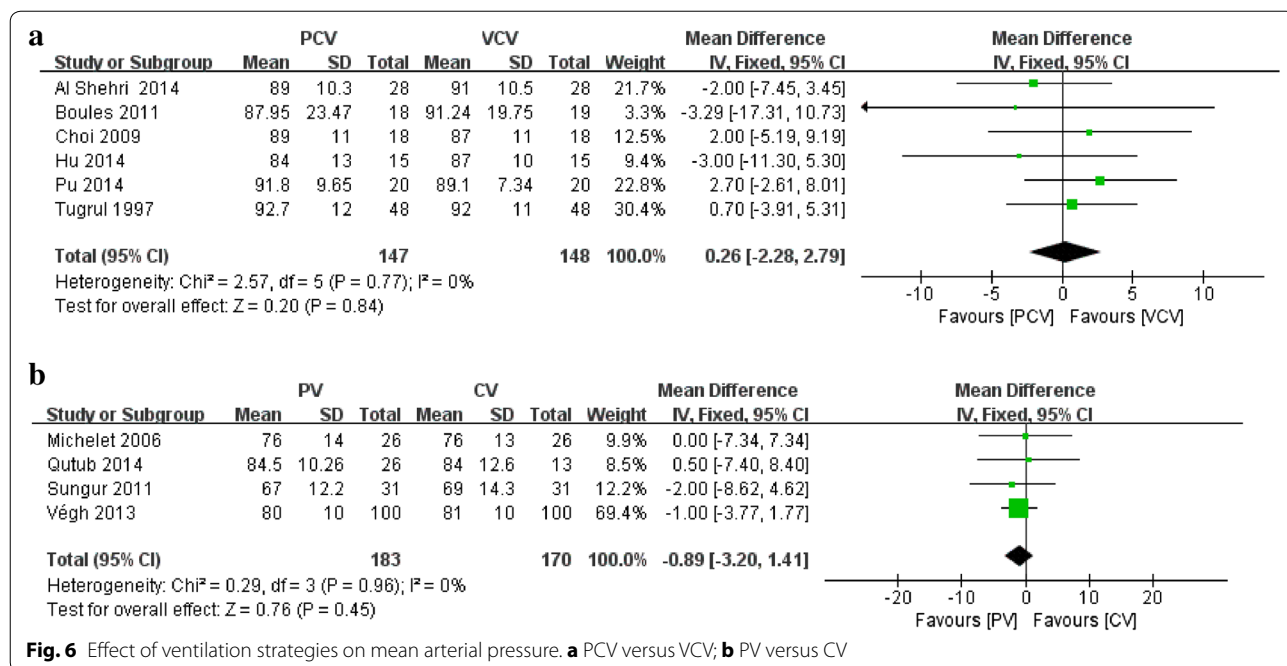 a
PCV VCV Mean Difference Mean Difference
Study or Subgroup Mean SD Total Mean SD Total Weight IV, Fixed, 95% CI IV, Fixed, 95% CI
Al Shehri 2014 89 10.3 28 91 10.5 28 21.7% -2.00 [-7.45, 3.45]
Boules 2011 87.95 23.47 18 91.24 19.75 19 3.3% -3.29 [-17.31, 10.73]
Choi 2009 89 11 18 87 11 18 12.5% 2.00 [-5.19, 9.19]
Hu 2014 84 13 15 87 10 15 9.4% -3.00 [-11.30, 5.30]
Pu 2014 91.8 9.65 20 89.1 7.34 20 22.8% 2.70 [-2.61, 8.01]
Tugrul 1997 92.7 12 48 92 11 48 30.4% 0.70 [-3.91, 5.31]
Total (95% CI) 147 148 100.0% 0.26 [-2.28, 2.79]
Heterogeneity: Chi² = 2.57, df = 5 (P = 0.77); I² = 0%
Test for overall effect: Z = 0.20 (P = 0.84)
-10 -5 0 5 10
Favours [PCV] Favours [VCV]
b
PV CV Mean Difference Mean Difference
Study or Subgroup Mean SD Total Mean SD Total Weight IV, Fixed, 95% CI IV, Fixed, 95% CI
Michelet 2006 76 14 26 76 13 26 9.9% 0.00 [-7.34, 7.34]
Qutub 2014 84.5 10.26 26 84 12.6 13 8.5% 0.50 [-7.40, 8.40]
Sungur 2011 67 12.2 31 69 14.3 31 12.2% -2.00 [-8.62, 4.62]
Végh 2013 80 10 100 81 10 100 69.4% -1.00 [-3.77, 1.77]
Total (95% CI) 183 170 100.0% -0.89 [-3.20, 1.41]
Heterogeneity: Chi² = 0.29, df = 3 (P = 0.96); I² = 0%
Test for overall effect: Z = 0.76 (P = 0.45)
-20 -10 0 10 20
Favours [PV] Favours [CV]
Fig. 6 Effect of ventilation strategies on mean arterial pressure. a PCV versus VCV; b PV versus CV